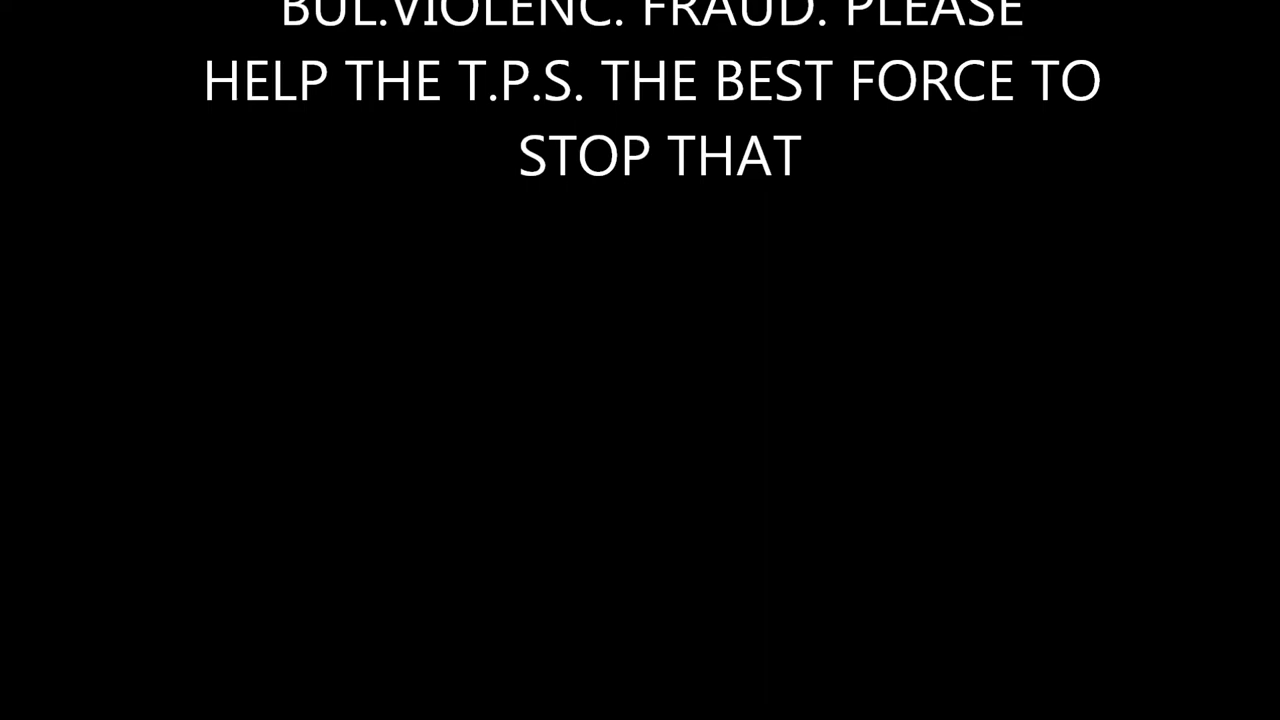 BUL.VIOLENC. FRAUD. PLEASE
HELP THE T.P.S. THE BEST FORCE TO
STOP THAT